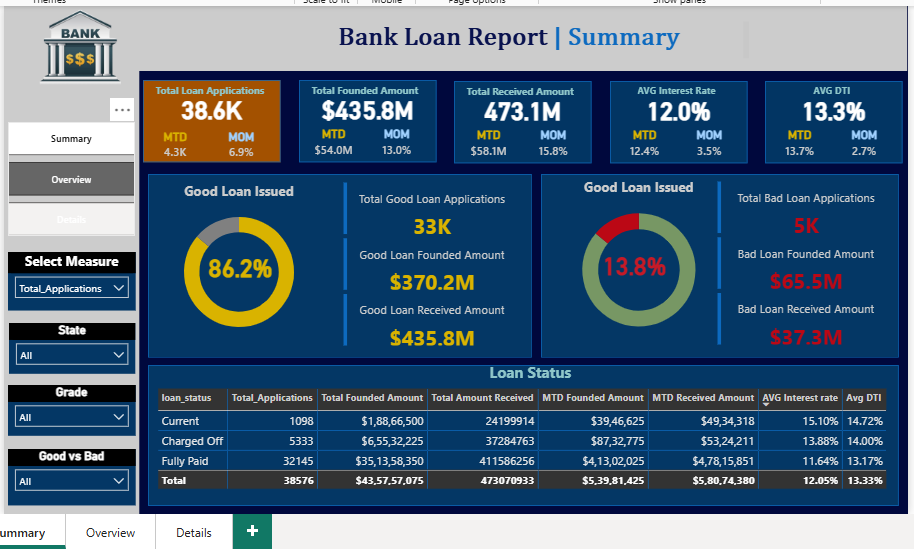 Themes Scale to fit Mobile Page options Show panes
BANK
$$$
Bank Loan Report | Summary
...
Summary
Overview
Details
Select Measure
Total_Applications
State
All
Grade
All
Good vs Bad
All
Total Loan Applications
38.6K
MTD MOM
4.3K 6.9%
Total Founded Amount
$435.8M
MTD MOM
$54.0M 13.0%
Total Received Amount
473.1M
MTD MOM
$58.1M 15.8%
AVG Interest Rate
12.0%
MTD MOM
12.4% 3.5%
AVG DTI
13.3%
MTD MOM
13.7% 2.7%
Good Loan Issued
86.2%
Total Good Loan Applications
33K
Good Loan Founded Amount
$370.2M
Good Loan Received Amount
$435.8M
Good Loan Issued
13.8%
Total Bad Loan Applications
5K
Bad Loan Founded Amount
$65.5M
Bad Loan Received Amount
$37.3M
Loan Status
loan_status Total_Applications Total Founded Amount Total Amount Received MTD Founded Amount MTD Received Amount AVG Interest rate Avg DTI
Current 1098 $1,88,66,500 24199914 $39,46,625 $49,34,318 15.10% 14.72%
Charged Off 5333 $6,55,32,225 37284763 $87,32,775 $53,24,211 13.88% 14.00%
Fully Paid 32145 $35,13,58,350 411586256 $4,13,02,025 $4,78,15,851 11.64% 13.17%
Total 38576 $43,57,57,075 473070933 $5,39,81,425 $5,80,74,380 12.05% 13.33%
ummary Overview Details +